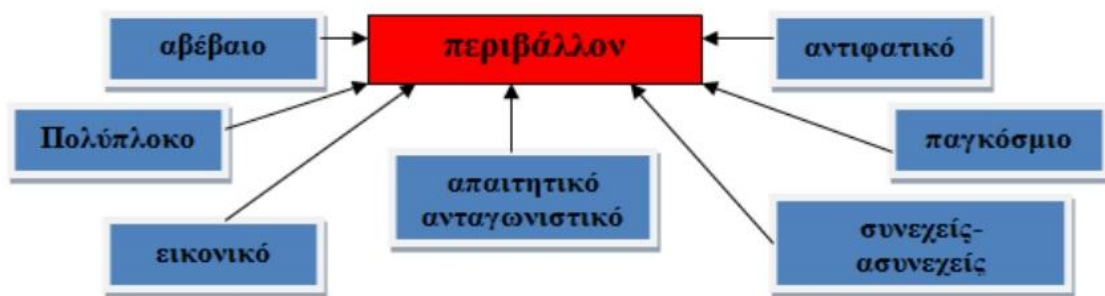 αβέβαιο
περιβάλλον
αντιφατικό
Πολύπλοκο
παγκόσμιο
απαιτητικό
ανταγωνιστικό
εικονικό
συνεχείς-
ασυνεχείς